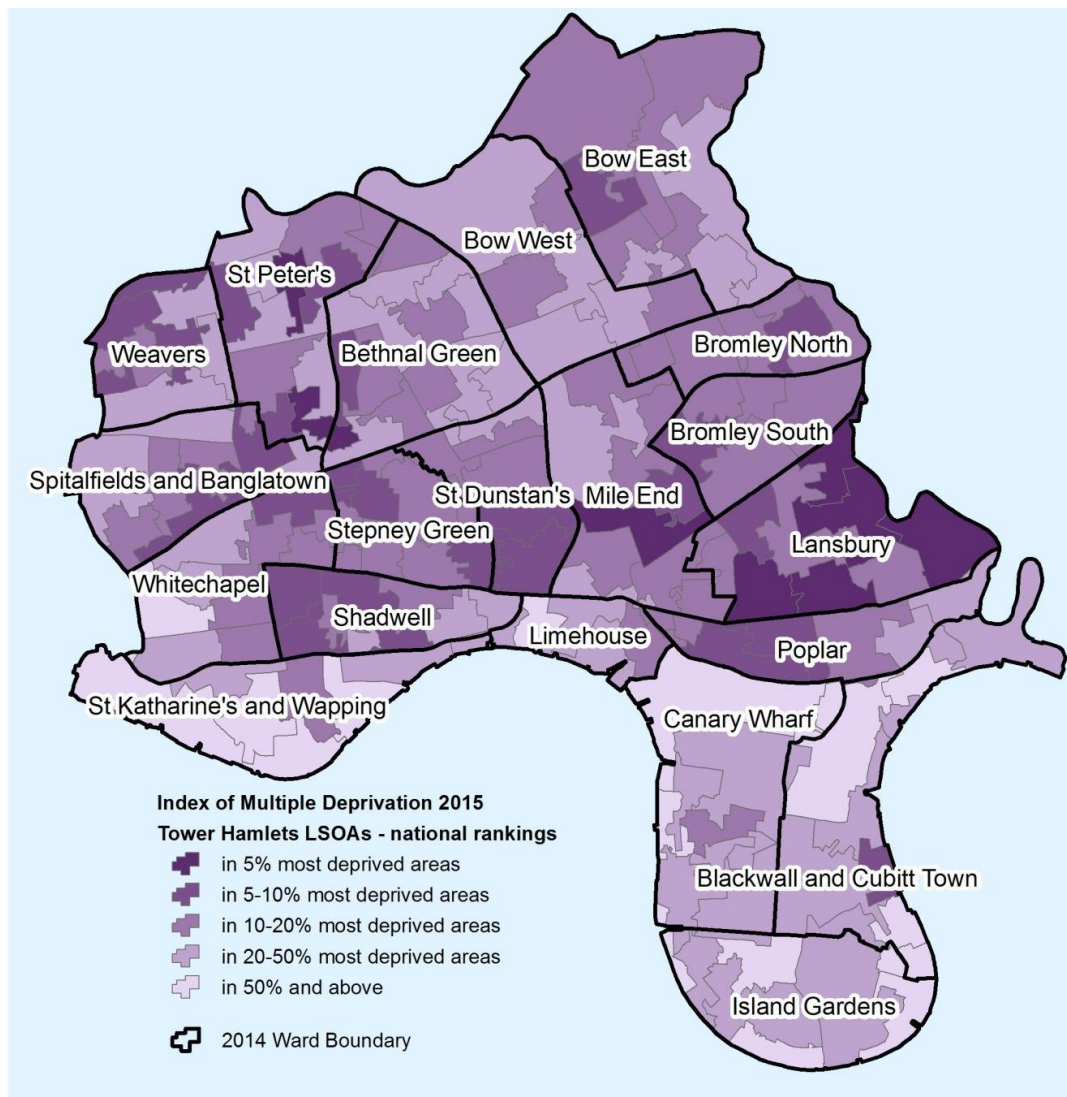 Bow East
Bow West
St Peter's
Weavers
Bethnal Green
Bromley North
Bromley South
Spitalfields and Banglatown
St Dunstan's
Mile End
Stepney Green
Lansbury
Whitechapel
Shadwell
Limehouse
Poplar
St Katharine's and Wapping
Canary Wharf
Blackwall and Cubitt Town
Island Gardens
Index of Multiple Deprivation 2015
Tower Hamlets LSOAs - national rankings
in 5% most deprived areas
in 5-10% most deprived areas
in 10-20% most deprived areas
in 20-50% most deprived areas
in 50% and above
2014 Ward Boundary